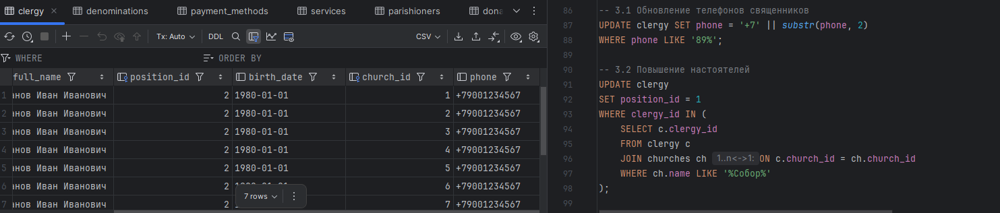 clergy
denominations
payment_methods
services
parishioners
dona
Tx: Auto
DDL
CSV
WHERE
ORDER BY
full_name position_id birth_date church_id phone
1 анов Иван Иванович 2 1980-01-01 1 +79001234567
2 анов Иван Иванович 2 1980-01-01 2 +79001234567
3 анов Иван Иванович 2 1980-01-01 3 +79001234567
4 анов Иван Иванович 2 1980-01-01 4 +79001234567
5 анов Иван Иванович 2 1980-01-01 5 +79001234567
6 анов Иван Иванович 2 1980-01-01 6 +79001234567
7 анов Иван Иванович 2 7 +79001234567
7 rows
86 -- 3.1 Обновление телефонов священников
87 UPDATE clergy SET phone = '+7' || substr(phone, 2)
88 WHERE phone LIKE '89%';
89
90 -- 3.2 Повышение настоятелей
91 UPDATE clergy
92 SET position_id = 1
93 WHERE clergy_id IN (
94 SELECT c.clergy_id
95 FROM clergy c
96 JOIN churches ch 1..n<->1: ON c.church_id = ch.church_id
97 WHERE ch.name LIKE '%Собор%'
98 );
99